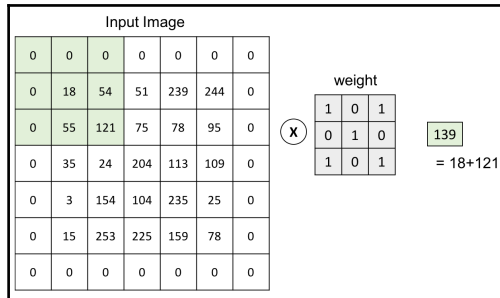 Input Image
0 0 0 0 0 0 0
0 18 54 51 239 244 0
0 55 121 75 78 95 0
0 35 24 204 113 109 0
0 3 154 104 235 25 0
0 15 253 225 159 78 0
0 0 0 0 0 0 0
X
weight
1 0 1
0 1 0
1 0 1
139
= 18+121